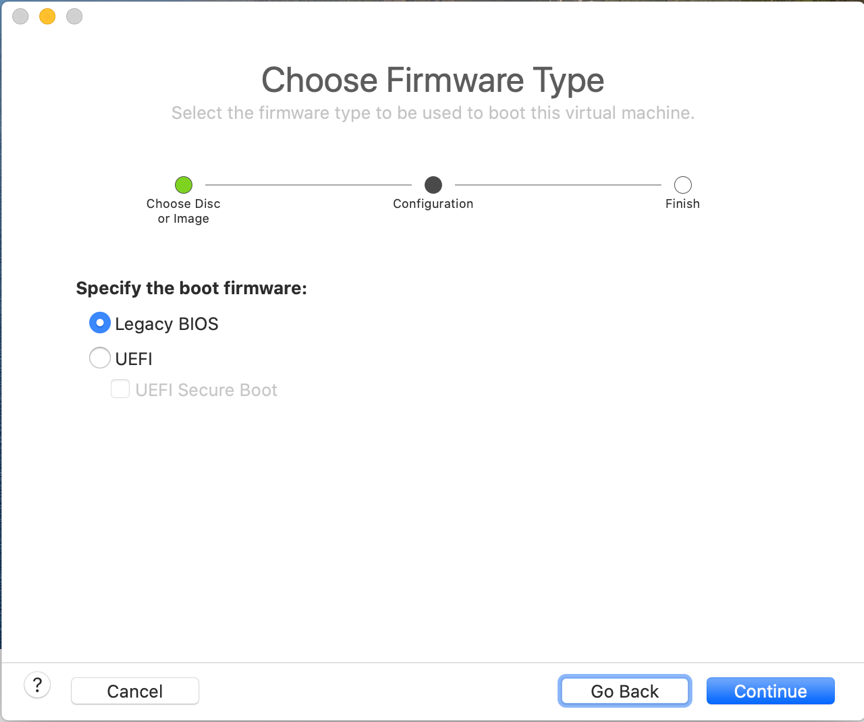 Choose Firmware Type
Select the firmware type to be used to boot this virtual machine.
Choose Disc
or Image
Configuration
Finish
Specify the boot firmware:
Legacy BIOS
UEFI
UEFI Secure Boot
? Cancel Go Back Continue